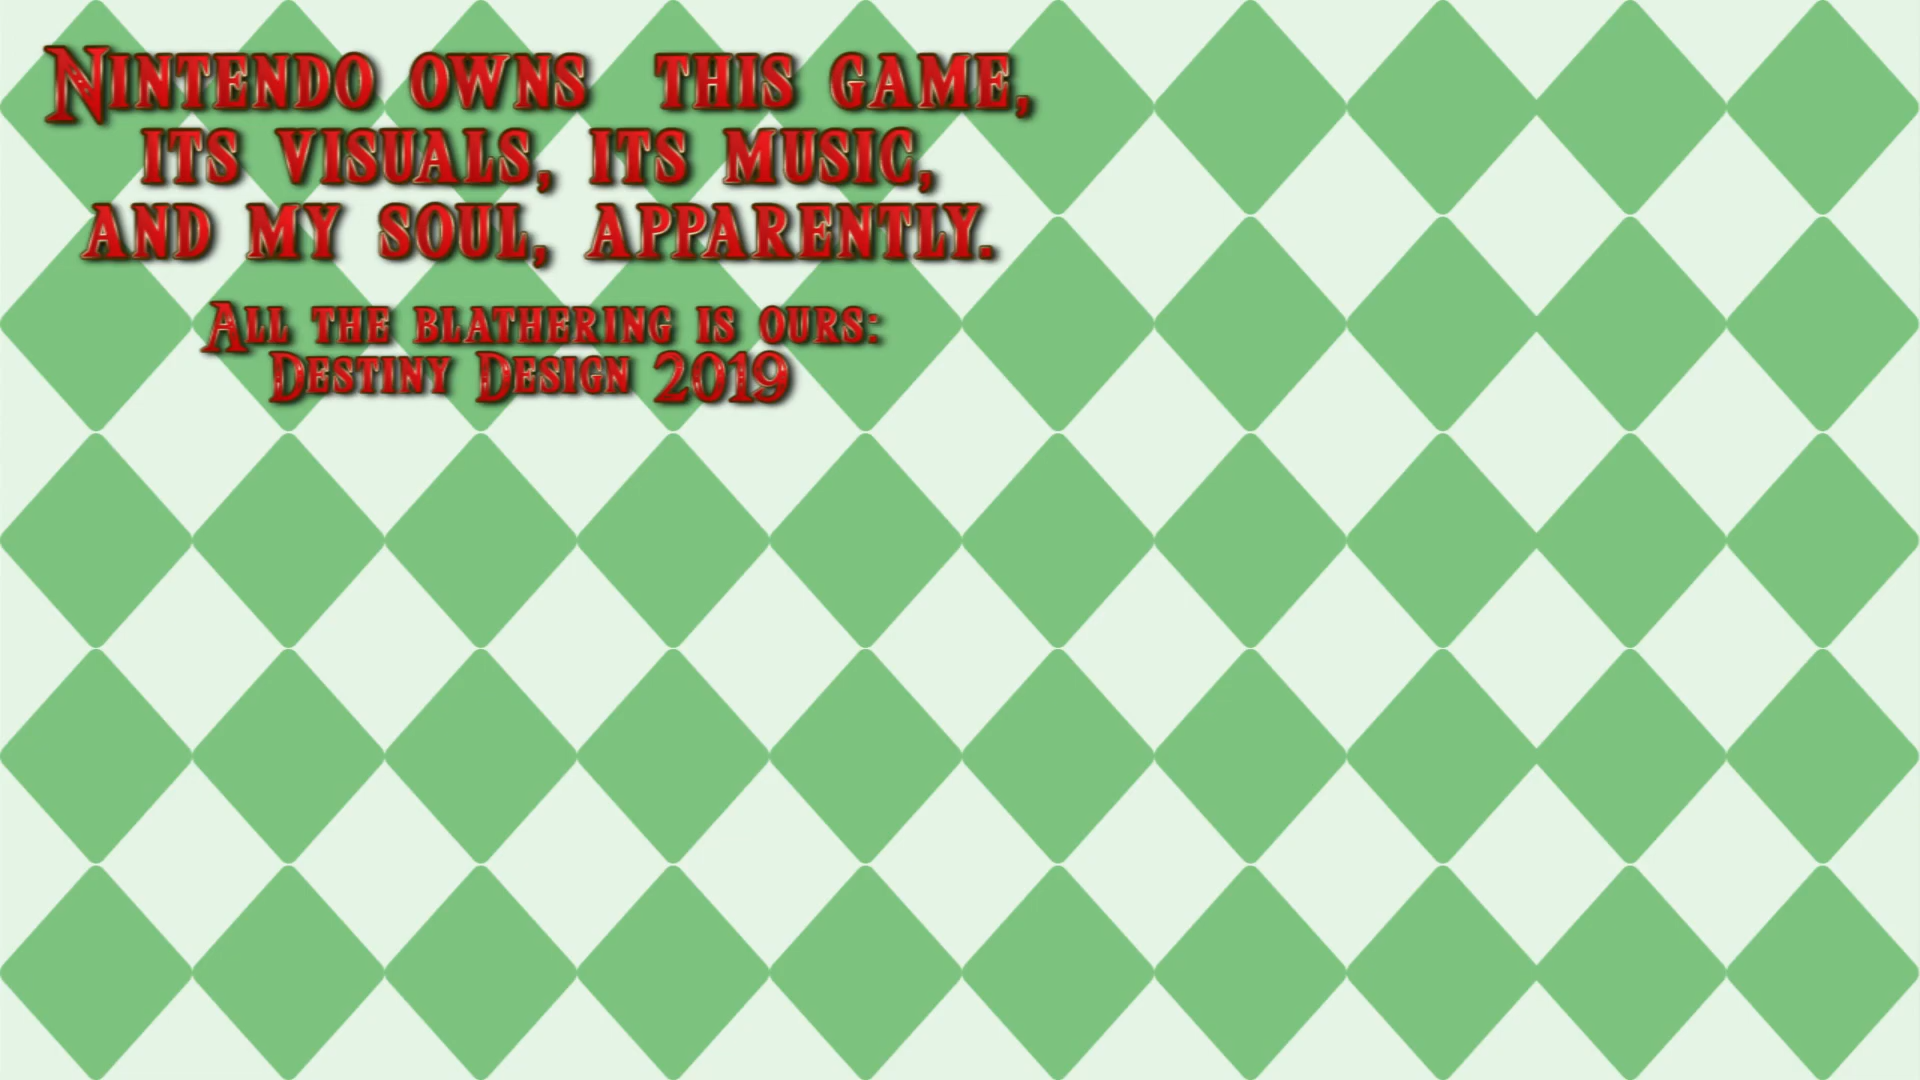 Nintendo owns this game,
its visuals, its music,
and my soul, apparently.
All the blathering is ours:
Destiny Design 2019